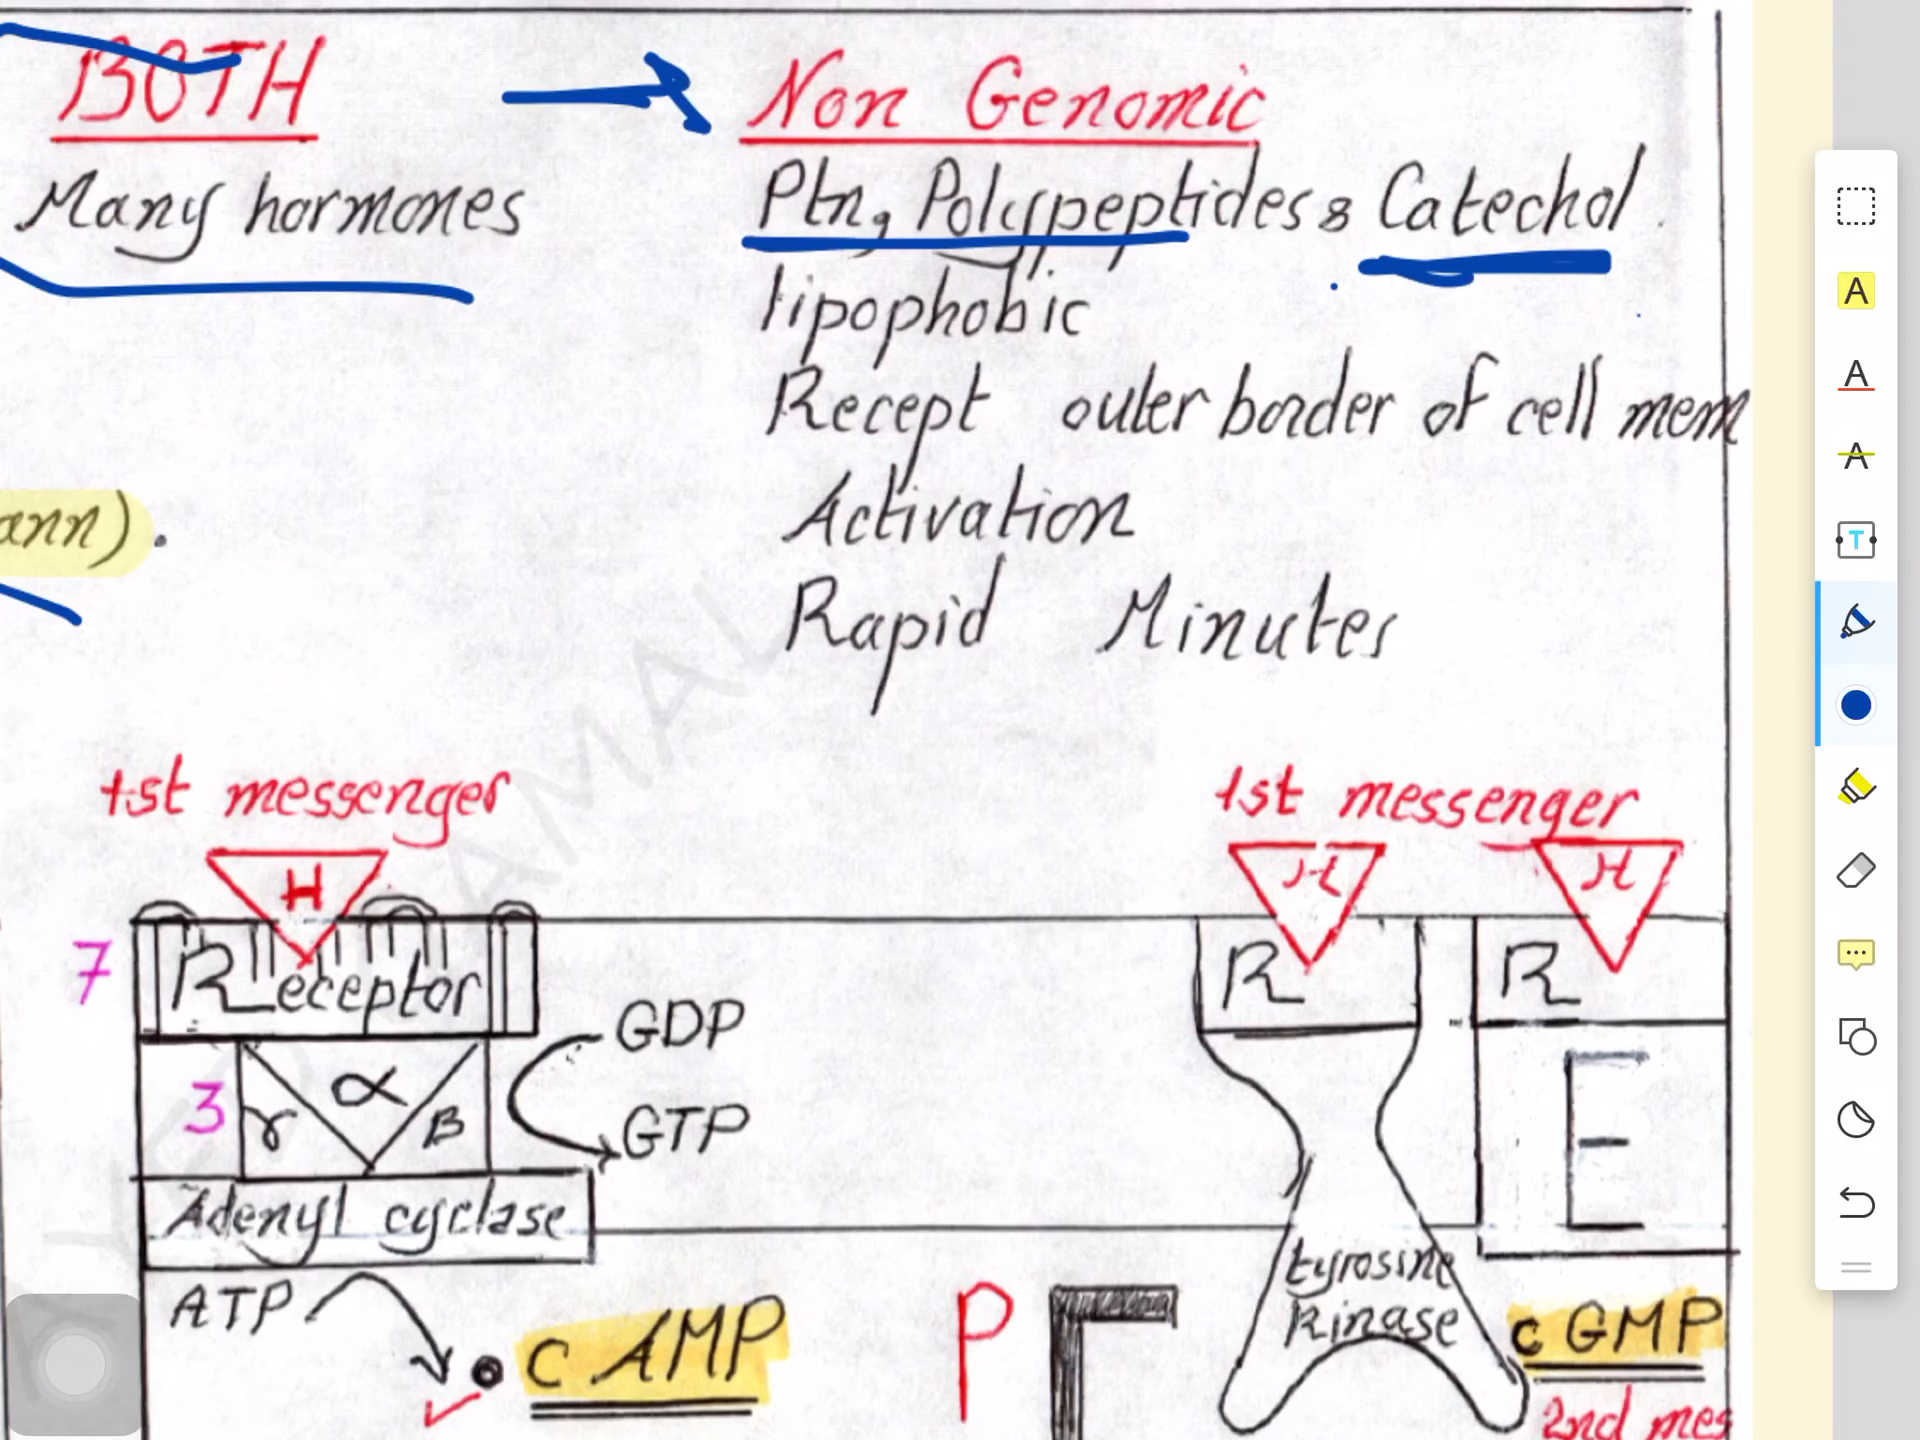 BOTH
Many hormones
ann).
Non Genomic
Ptn, Polypeptides & Catechol
lipophobic
Recept outer border of cell mem
Activation
Rapid Minutes
1st messenger
H
7
Receptor
3
γ α B
GDP
GTP
Adenyl cyclase
ATP
c AMP
P
1st messenger
H H
R R
E
tyrosine
kinase
c GMP
2nd mes
AMAL
A
A
A
T